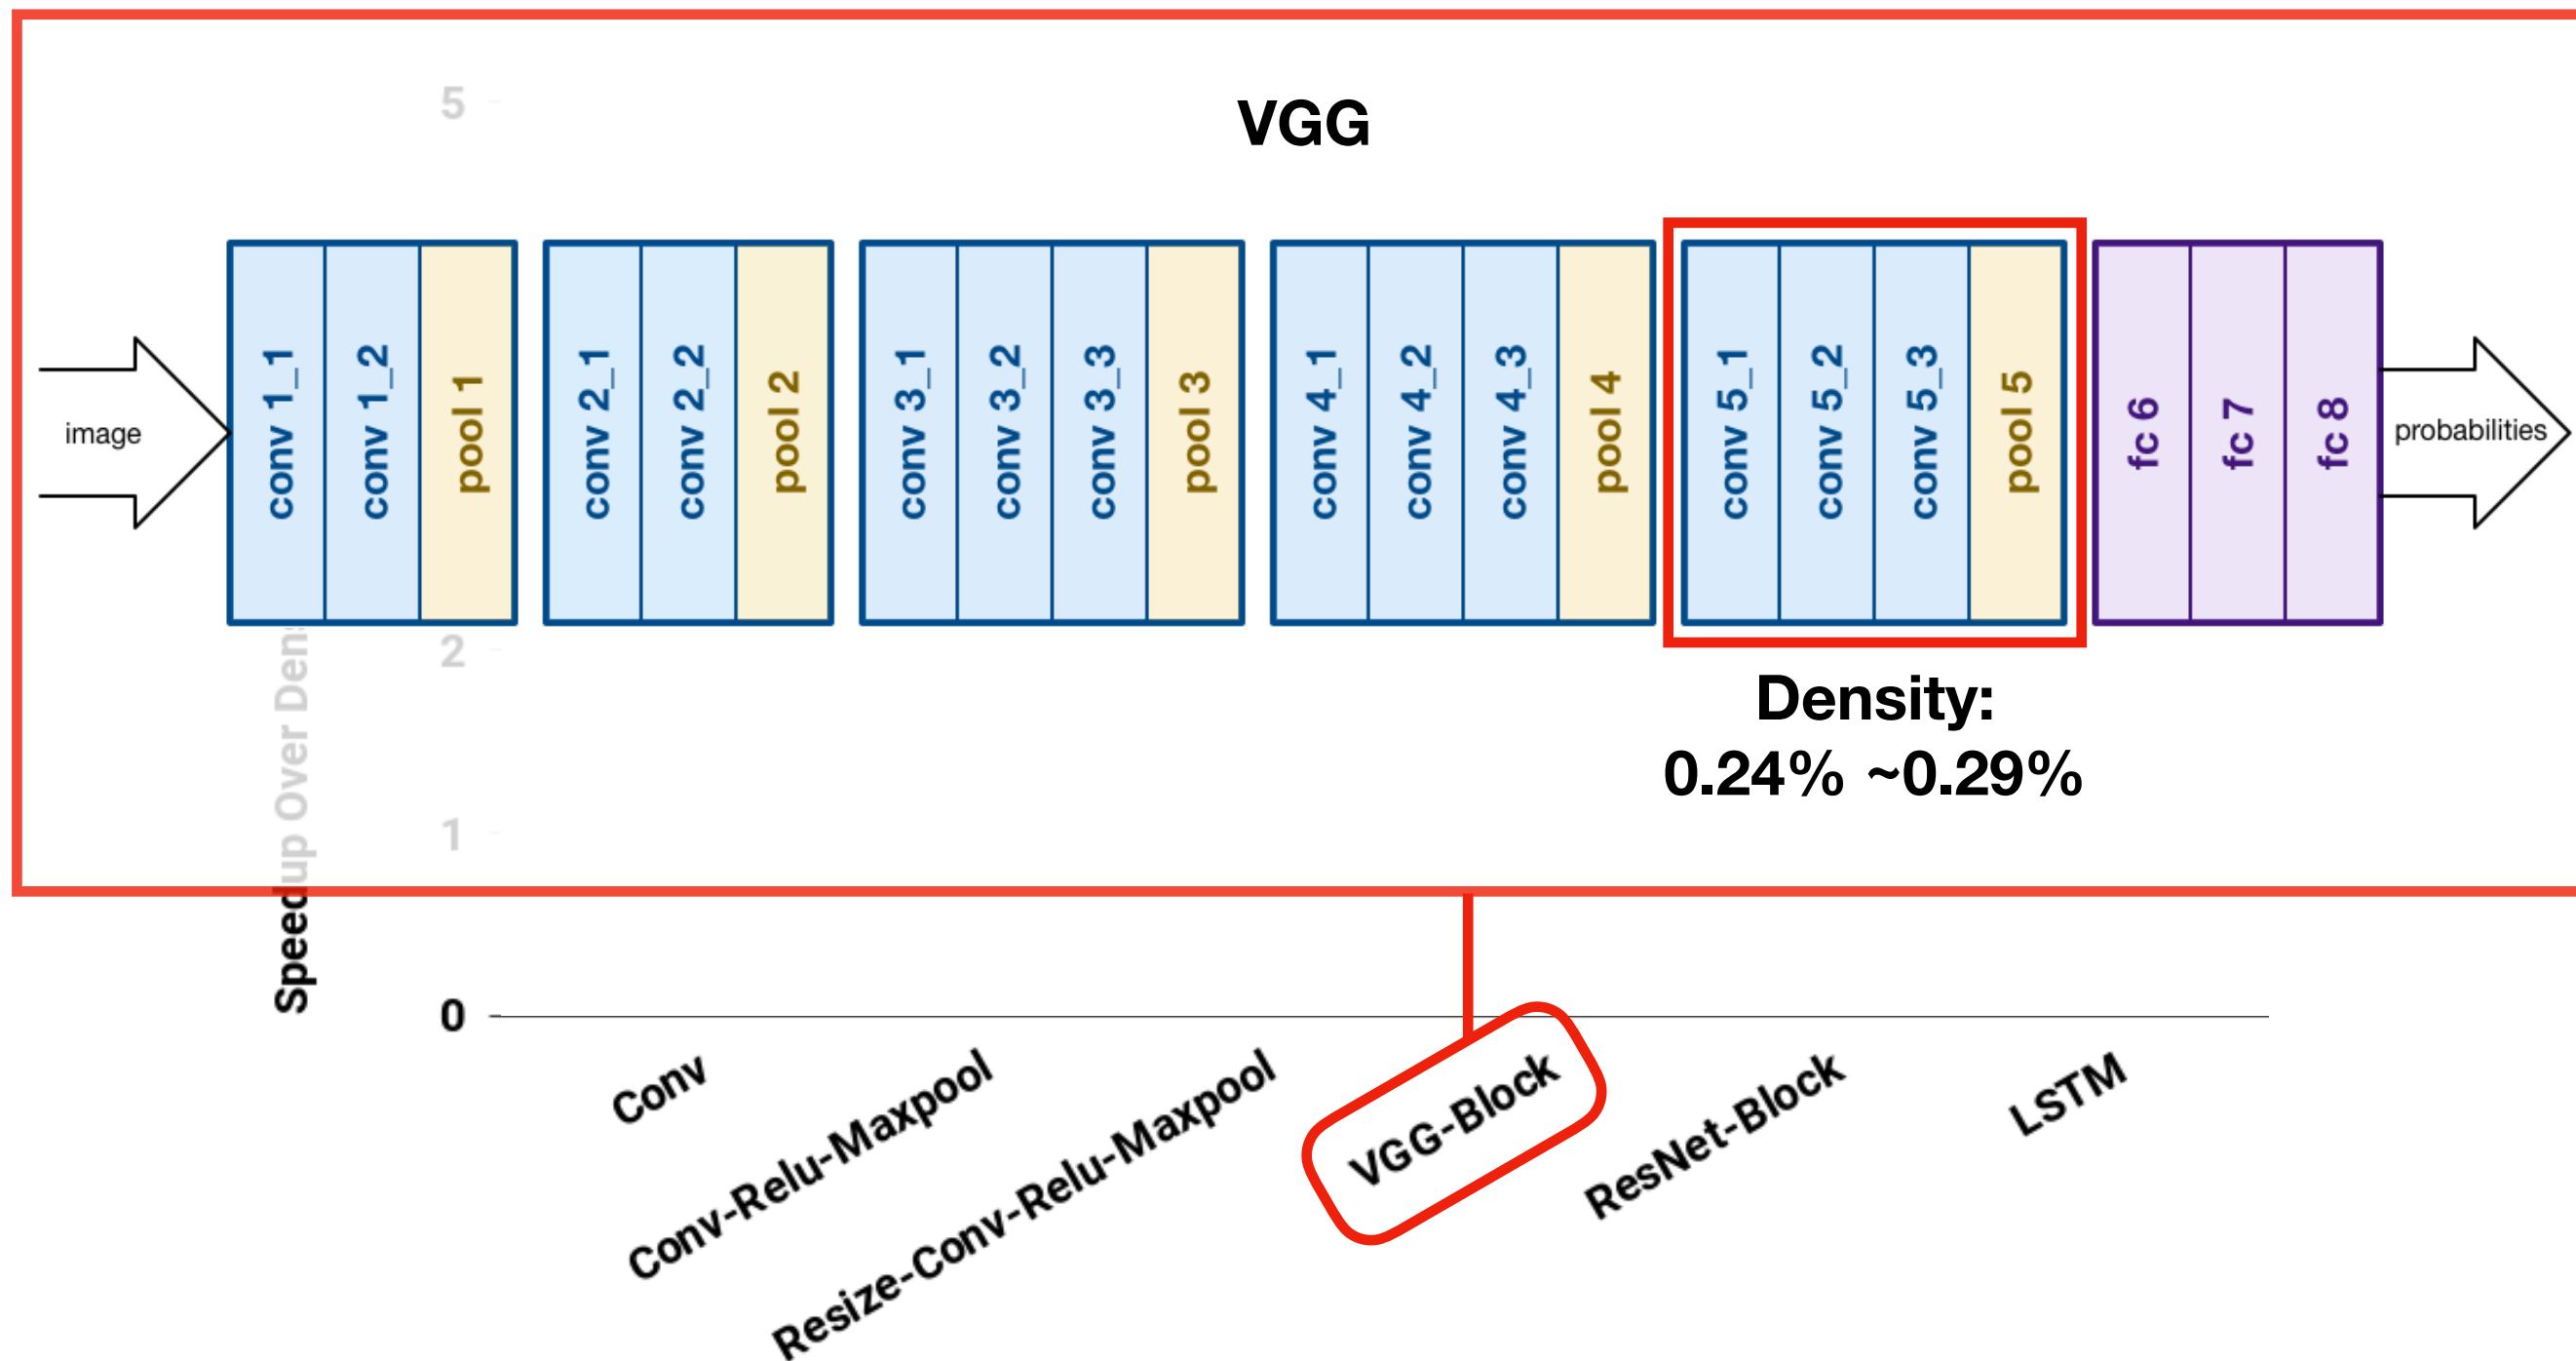 5
VGG
image
conv 1_1
conv 1_2
pool 1
conv 2_1
conv 2_2
pool 2
conv 3_1
conv 3_2
conv 3_3
pool 3
conv 4_1
conv 4_2
conv 4_3
pool 4
conv 5_1
conv 5_2
conv 5_3
pool 5
fc 6
fc 7
fc 8
probabilities
2
Density:
0.24% ~0.29%
1
Speedup Over
0
Conv
Conv-Relu-Maxpool
Resize-Conv-Relu-Maxpool
VGG-Block
ResNet-Block
LSTM